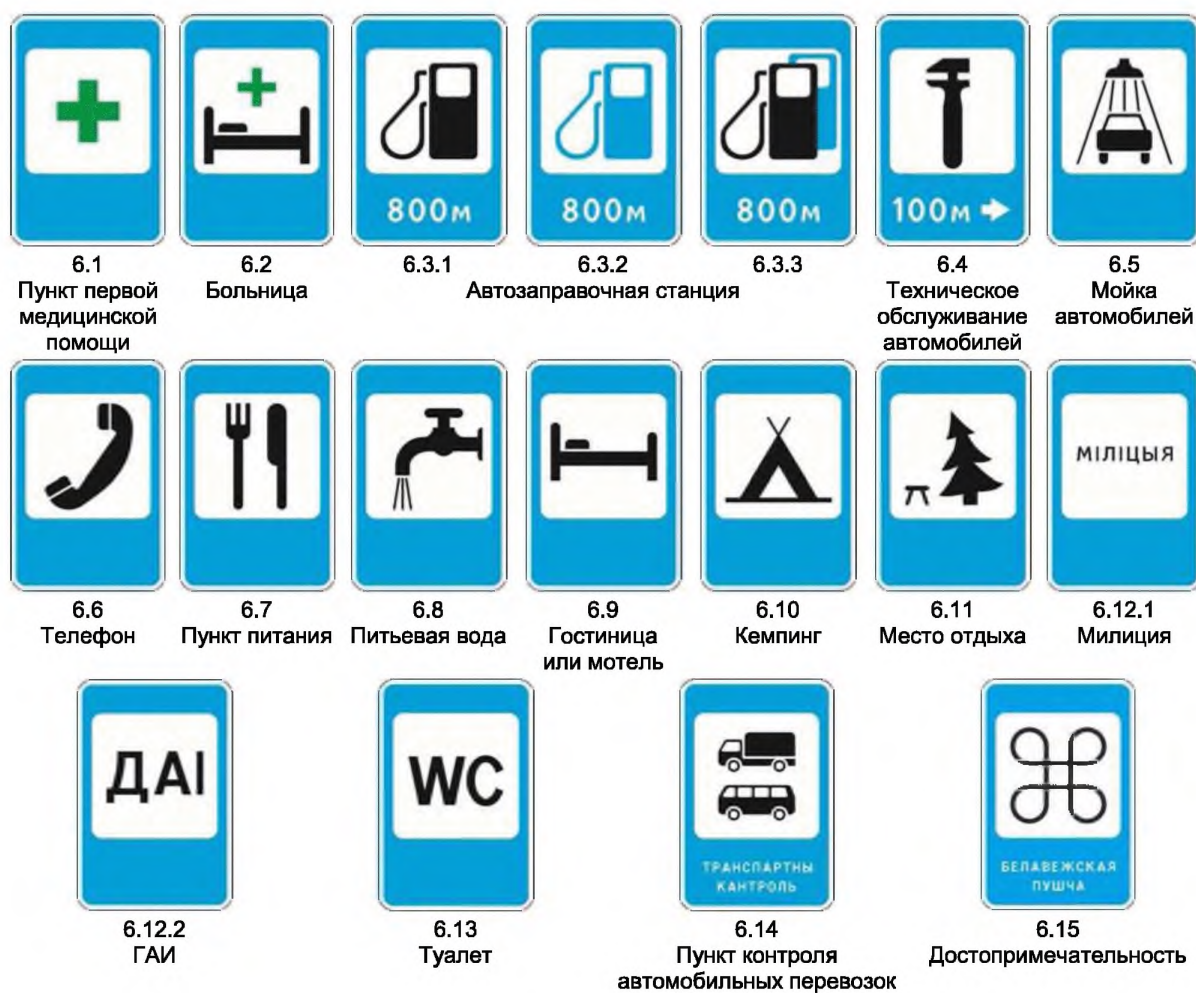 800м
800м
800м
100м
6.1
6.2
6.3.1
6.3.2
6.3.3
6.4
6.5
Пункт первой
медицинской
помощи
Больница
Автозаправочная станция
Техническое
обслуживание
автомобилей
Мойка
автомобилей
МІЛІЦЫЯ
6.6
6.7
6.8
6.9
6.10
6.11
6.12.1
Телефон
Пункт питания
Питьевая вода
Гостиница
или мотель
Кемпинг
Место отдыха
Милиция
ДАІ
WC
ТРАНСПАРТНЫ
КАНТРОЛЬ
БЕЛАВЕЖСКАЯ
ПУШЧА
6.12.2
ГАИ
6.13
Туалет
6.14
Пункт контроля
автомобильных перевозок
6.15
Достопримечательность